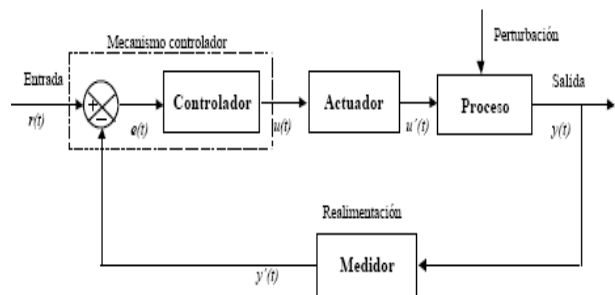 Mecanismo controlador
Perturbación
Entrada
Salida
+
−
Controlador
Actuador
Proceso
r(t)
e(t)
u(t)
u´(t)
y(t)
Realimentación
Medidor
y´(t)